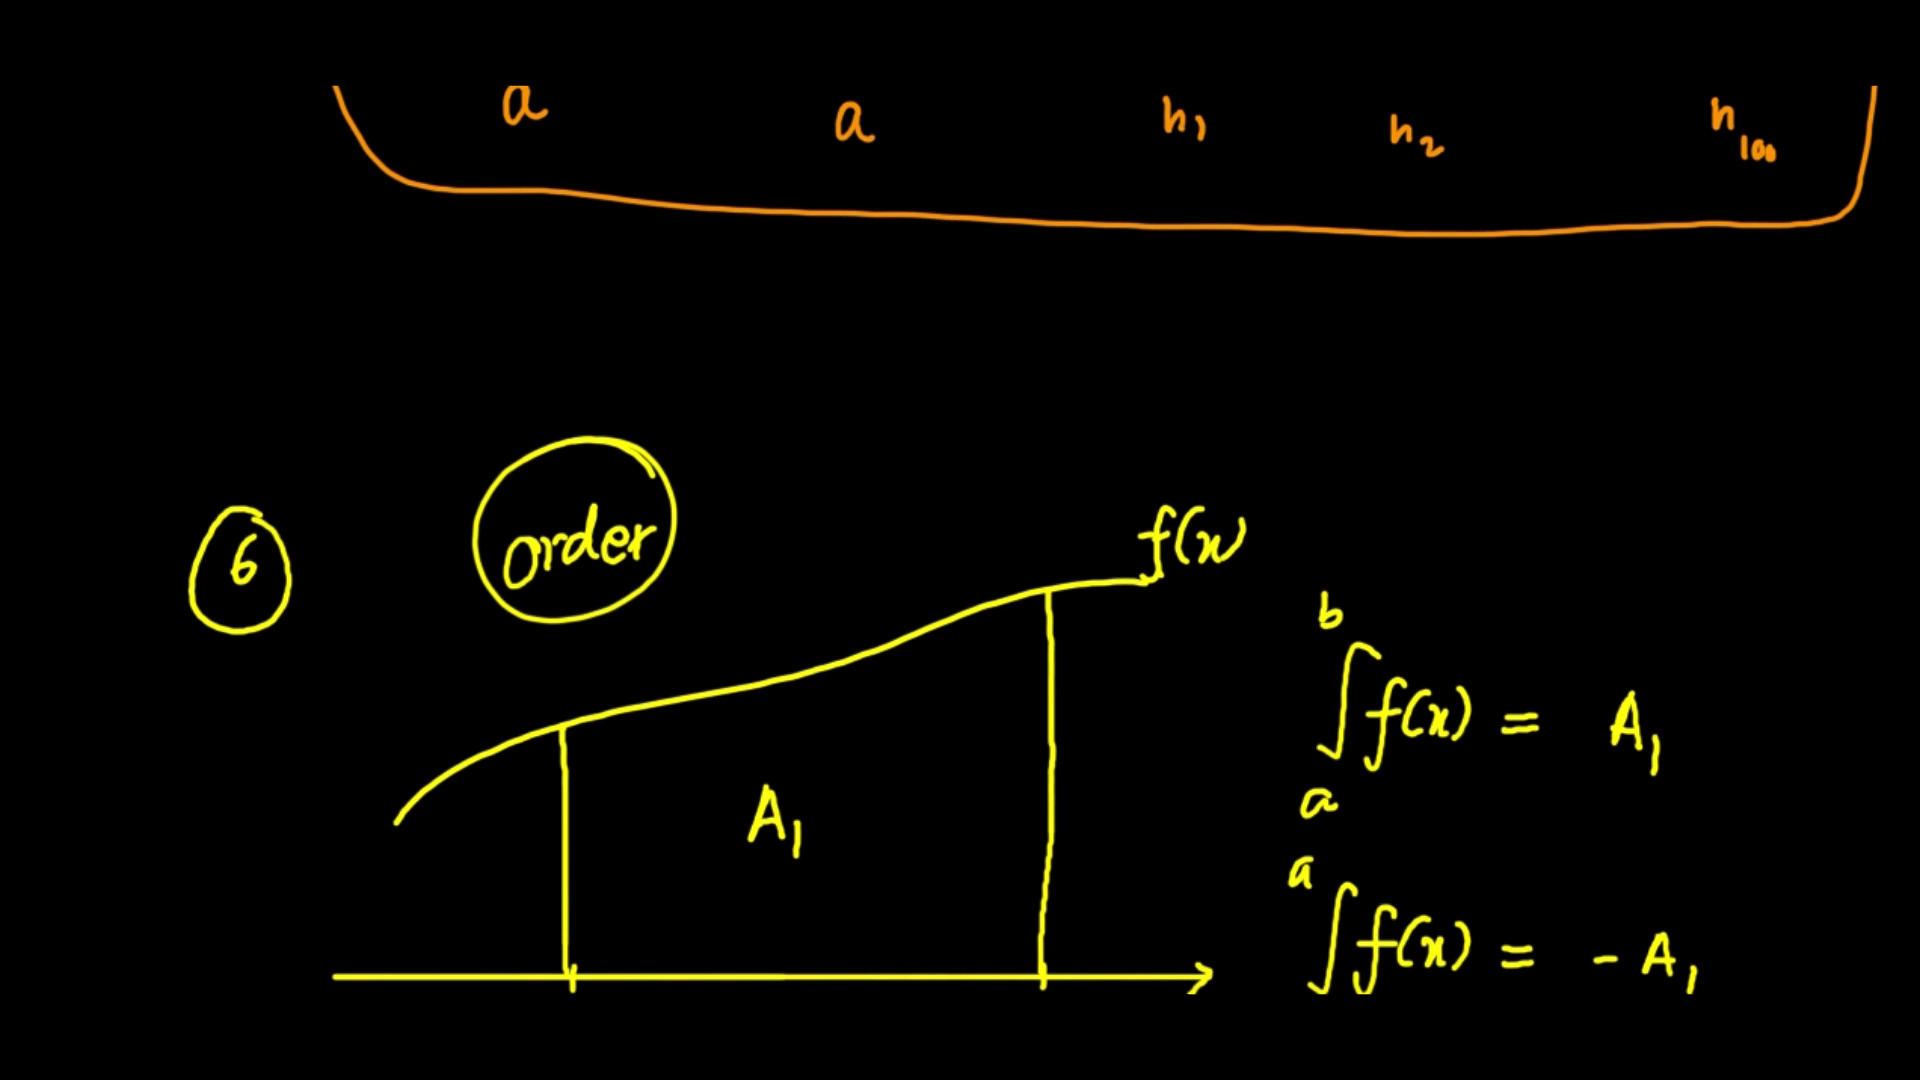 a a h₁ h₂ h₁₀₀
6 order
f(x)
b
∫ f(x) = A₁
a
A₁
a
∫ f(x) = - A₁